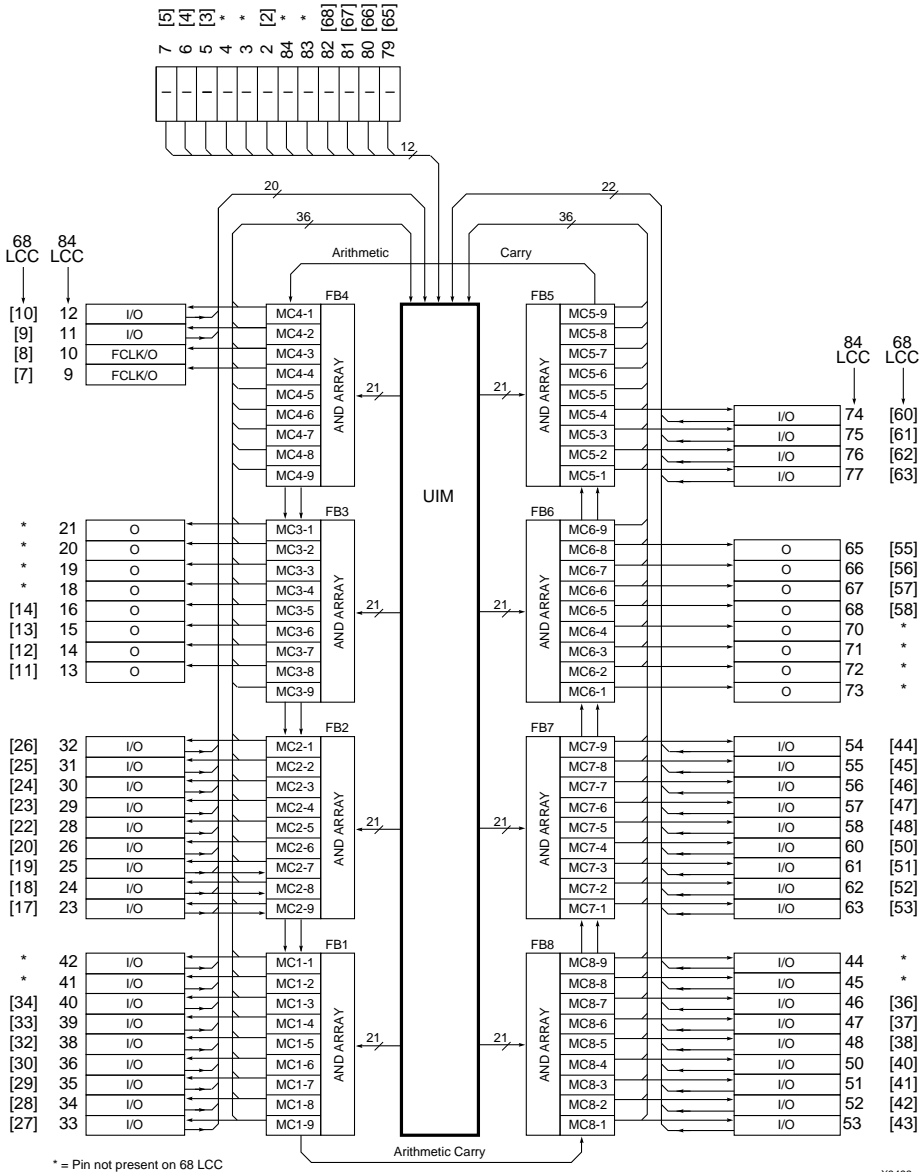 7 [5]
6 [4]
5 [3]
4 *
3 *
2 [2]
84 *
83 *
82 [68]
81 [67]
80 [66]
79 [65]
I I I I I I I I I I I I
12
20 22
36 36
Arithmetic Carry
68 LCC 84 LCC
FB4
[10] 12 I/O MC4-1
[9] 11 I/O MC4-2
[8] 10 FCLK/O MC4-3
[7] 9 FCLK/O MC4-4
MC4-5
MC4-6
MC4-7
MC4-8
MC4-9
AND ARRAY
21
UIM
FB5
84 LCC 68 LCC
MC5-9
MC5-8
MC5-7
MC5-6
MC5-5
MC5-4 I/O 74 [60]
MC5-3 I/O 75 [61]
MC5-2 I/O 76 [62]
MC5-1 I/O 77 [63]
AND ARRAY
21
FB3
* 21 O MC3-1
* 20 O MC3-2
* 19 O MC3-3
* 18 O MC3-4
[14] 16 O MC3-5
[13] 15 O MC3-6
[12] 14 O MC3-7
[11] 13 O MC3-8
MC3-9
AND ARRAY
21
FB6
MC6-9
MC6-8 O 65 [55]
MC6-7 O 66 [56]
MC6-6 O 67 [57]
MC6-5 O 68 [58]
MC6-4 O 70 *
MC6-3 O 71 *
MC6-2 O 72 *
MC6-1 O 73 *
AND ARRAY
21
FB2
[26] 32 I/O MC2-1
[25] 31 I/O MC2-2
[24] 30 I/O MC2-3
[23] 29 I/O MC2-4
[22] 28 I/O MC2-5
[20] 26 I/O MC2-6
[19] 25 I/O MC2-7
[18] 24 I/O MC2-8
[17] 23 I/O MC2-9
AND ARRAY
21
FB7
MC7-9 I/O 54 [44]
MC7-8 I/O 55 [45]
MC7-7 I/O 56 [46]
MC7-6 I/O 57 [47]
MC7-5 I/O 58 [48]
MC7-4 I/O 60 [50]
MC7-3 I/O 61 [51]
MC7-2 I/O 62 [52]
MC7-1 I/O 63 [53]
AND ARRAY
21
FB1
* 42 I/O MC1-1
* 41 I/O MC1-2
[34] 40 I/O MC1-3
[33] 39 I/O MC1-4
[32] 38 I/O MC1-5
[30] 36 I/O MC1-6
[29] 35 I/O MC1-7
[28] 34 I/O MC1-8
[27] 33 I/O MC1-9
AND ARRAY
21
FB8
MC8-9 I/O 44 *
MC8-8 I/O 45 *
MC8-7 I/O 46 [36]
MC8-6 I/O 47 [37]
MC8-5 I/O 48 [38]
MC8-4 I/O 50 [40]
MC8-3 I/O 51 [41]
MC8-2 I/O 52 [42]
MC8-1 I/O 53 [43]
AND ARRAY
21
Arithmetic Carry
* = Pin not present on 68 LCC